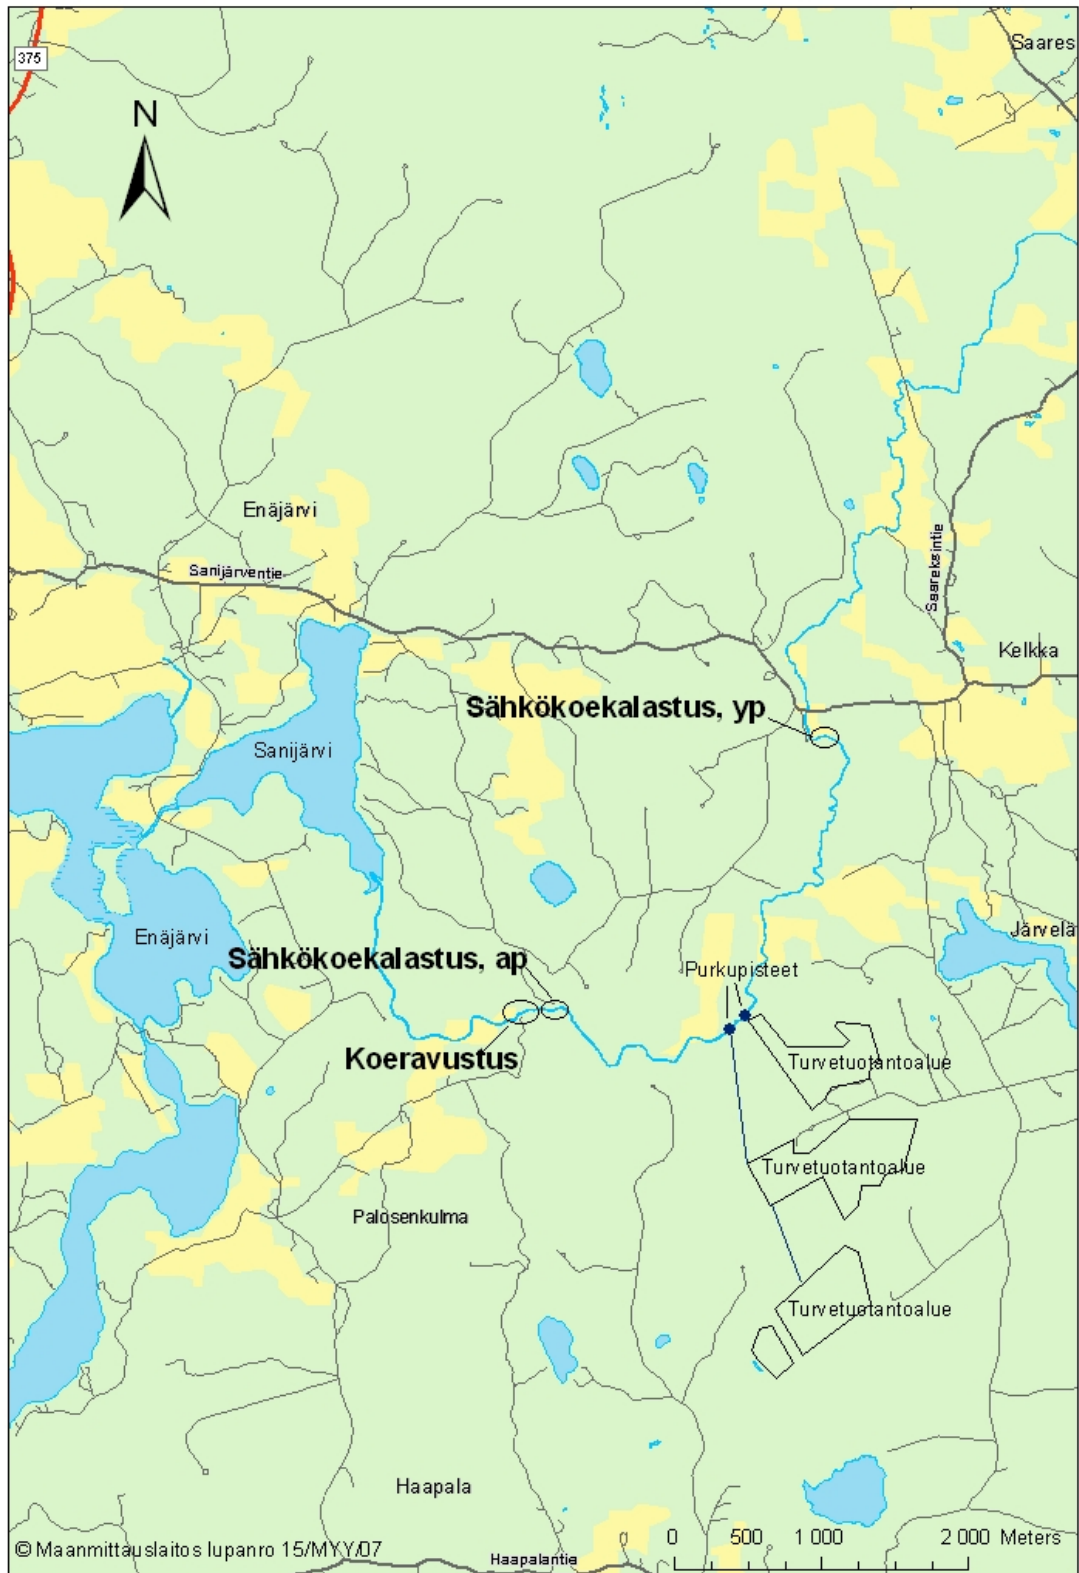 Saares
375
N
Enäjärvi
Sanijärventie
Saareksintie
Kelkka
Sähkökoekalastus, yp
Sanijärvi
Järvelä
Enäjärvi
Sähkökoekalastus, ap
Purkupisteet
Koeravustus
Turvetuotantoalue
Turvetuotantoalue
Palosenkulma
Turvetuotantoalue
Haapala
0 500 1 000 2 000 Meters
© Maanmittauslaitos lupanro 15/MYY/07
Haapalantie